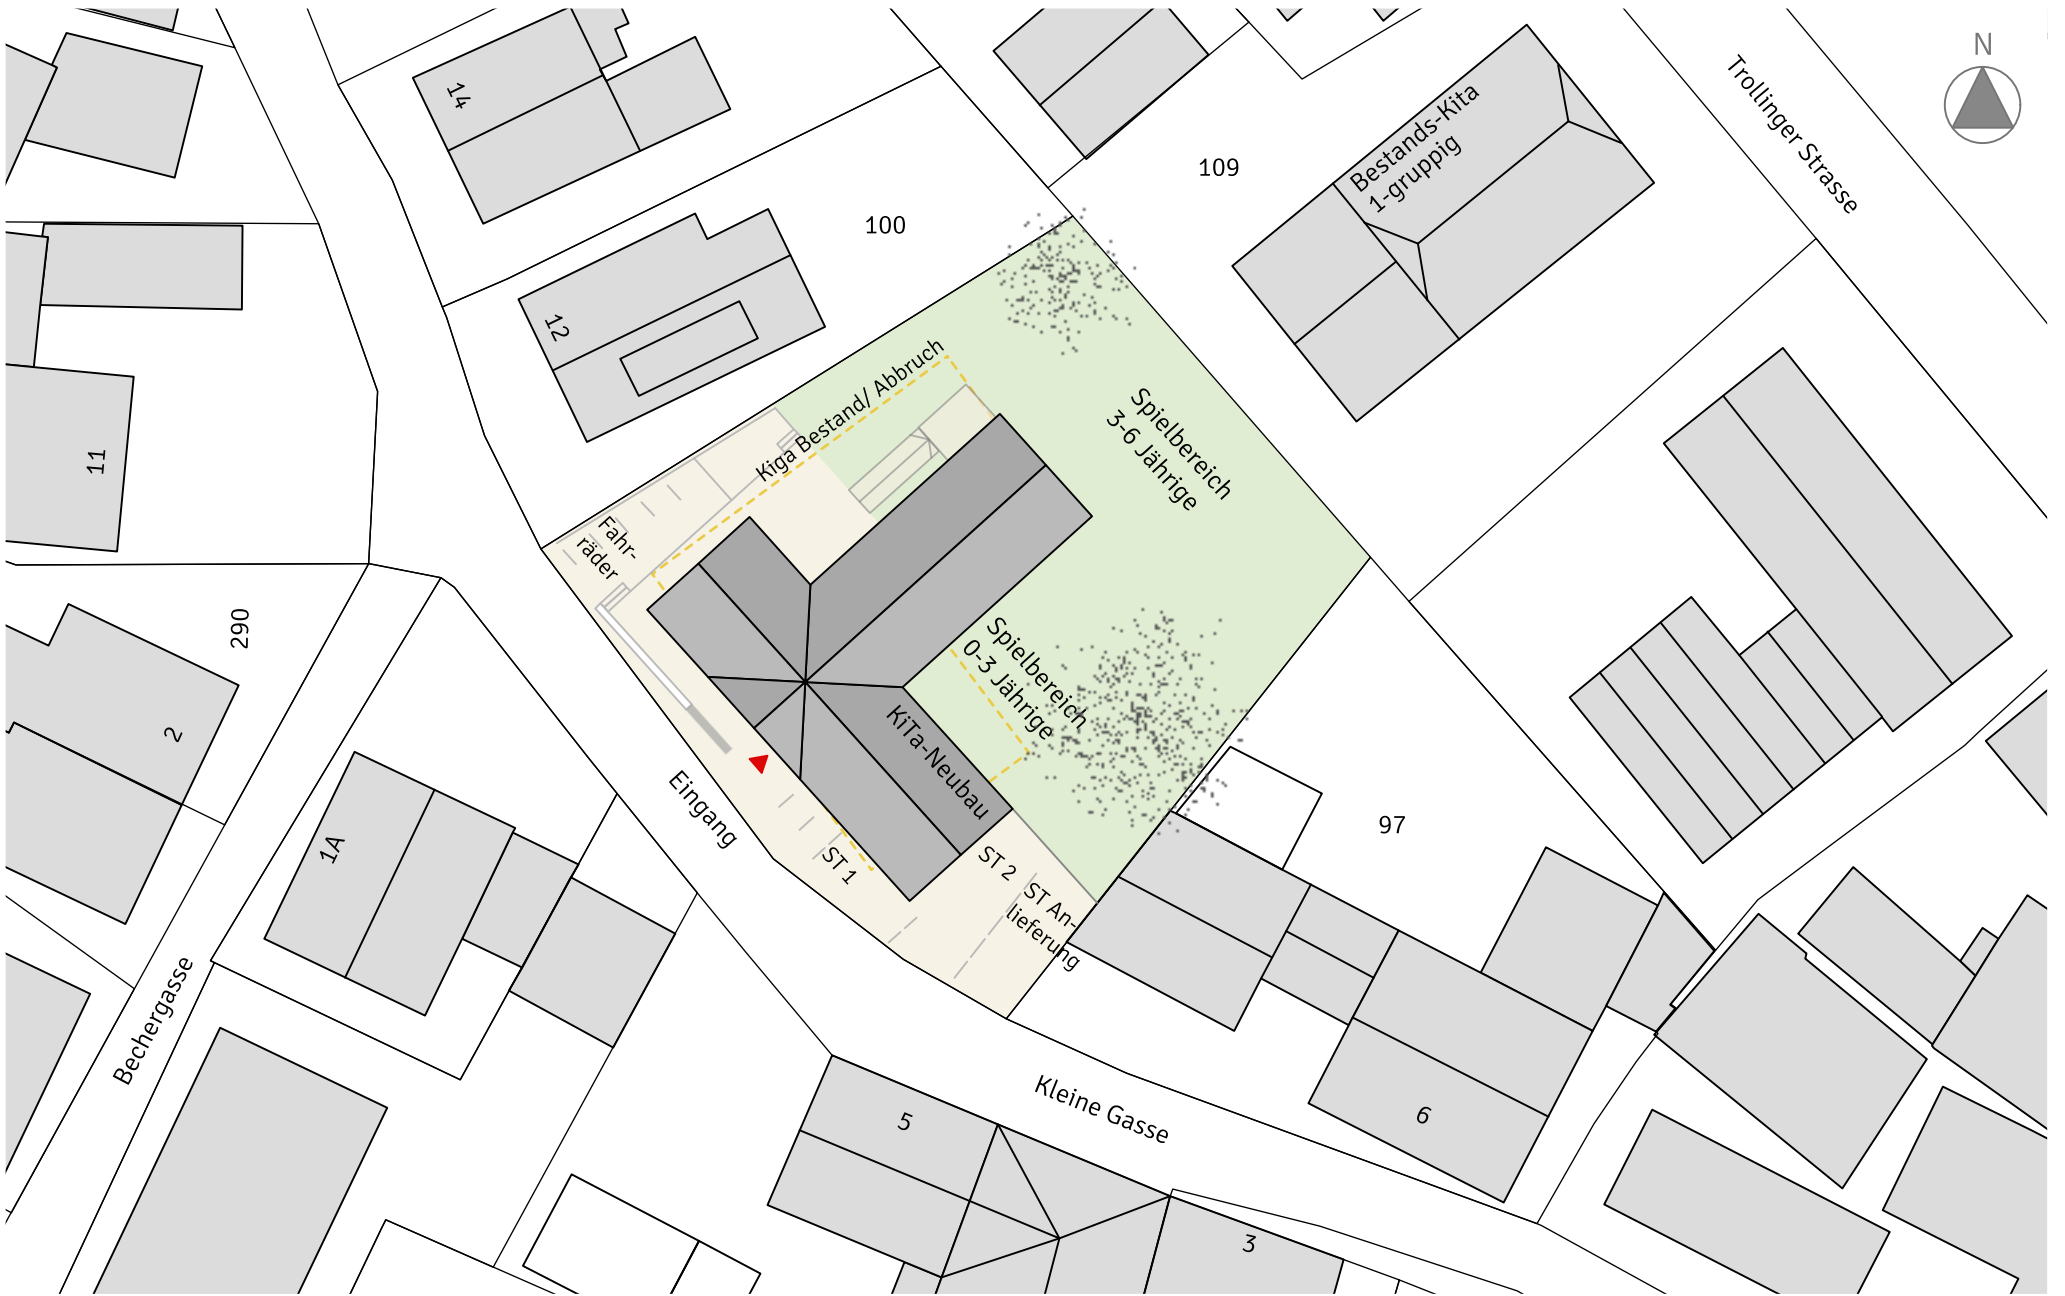 N
14
Bestands-Kita
1-gruppig
Trollinger Strasse
109
100
12
Kiga Bestand/ Abbruch
Spielbereich
3-6 Jährige
11
Fahr-
räder
290
Spielbereich
0-3 Jährige
2
KiTa-Neubau
Eingang
1A
97
ST 1
ST 2
ST An-
lieferung
Bechergasse
Kleine Gasse
5
6
3